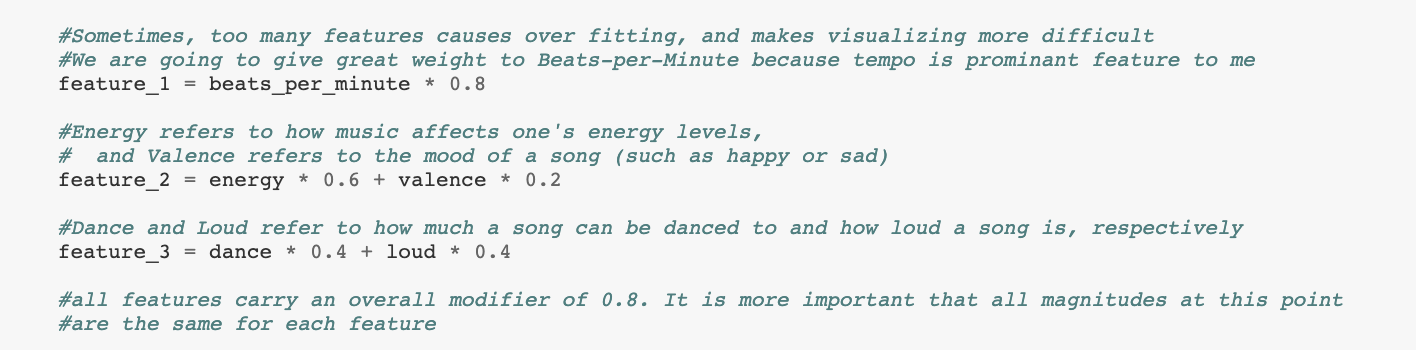 #Sometimes, too many features causes over fitting, and makes visualizing more difficult
#We are going to give great weight to Beats-per-Minute because tempo is prominant feature to me
feature_1 = beats_per_minute * 0.8
#Energy refers to how music affects one's energy levels,
#  and Valence refers to the mood of a song (such as happy or sad)
feature_2 = energy * 0.6 + valence * 0.2
#Dance and Loud refer to how much a song can be danced to and how loud a song is, respectively
feature_3 = dance * 0.4 + loud * 0.4
#all features carry an overall modifier of 0.8. It is more important that all magnitudes at this point
#are the same for each feature